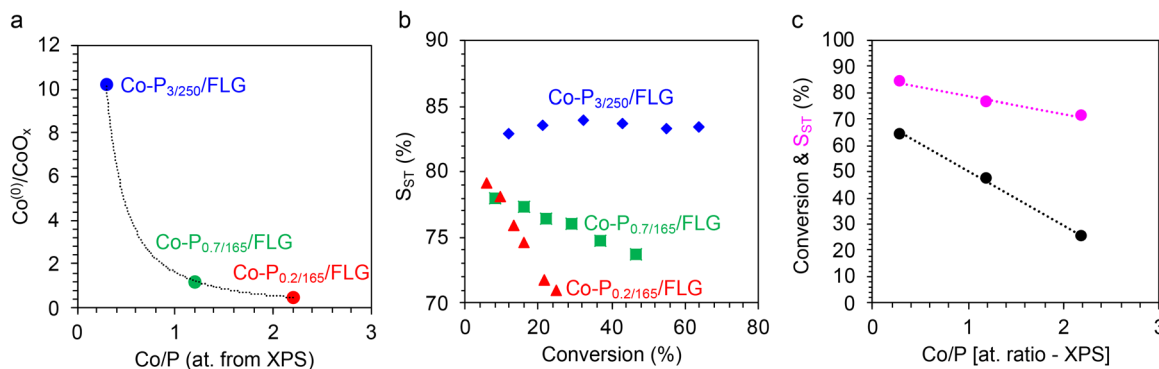 a
12
10
8
6
4
2
0
0
1
2
3
Co⁽⁰⁾/CoOₓ
Co/P (at. from XPS)
Co-P₃/₂₅₀/FLG
Co-P₀.₇/₁₆₅/FLG
Co-P₀.₂/₁₆₅/FLG
b
90
85
80
75
70
0
20
40
60
80
S_ST (%)
Conversion (%)
Co-P₃/₂₅₀/FLG
Co-P₀.₇/₁₆₅/FLG
Co-P₀.₂/₁₆₅/FLG
c
100
90
80
70
60
50
40
30
20
10
0
0
1
2
3
Conversion & S_ST (%)
Co/P [at. ratio - XPS]